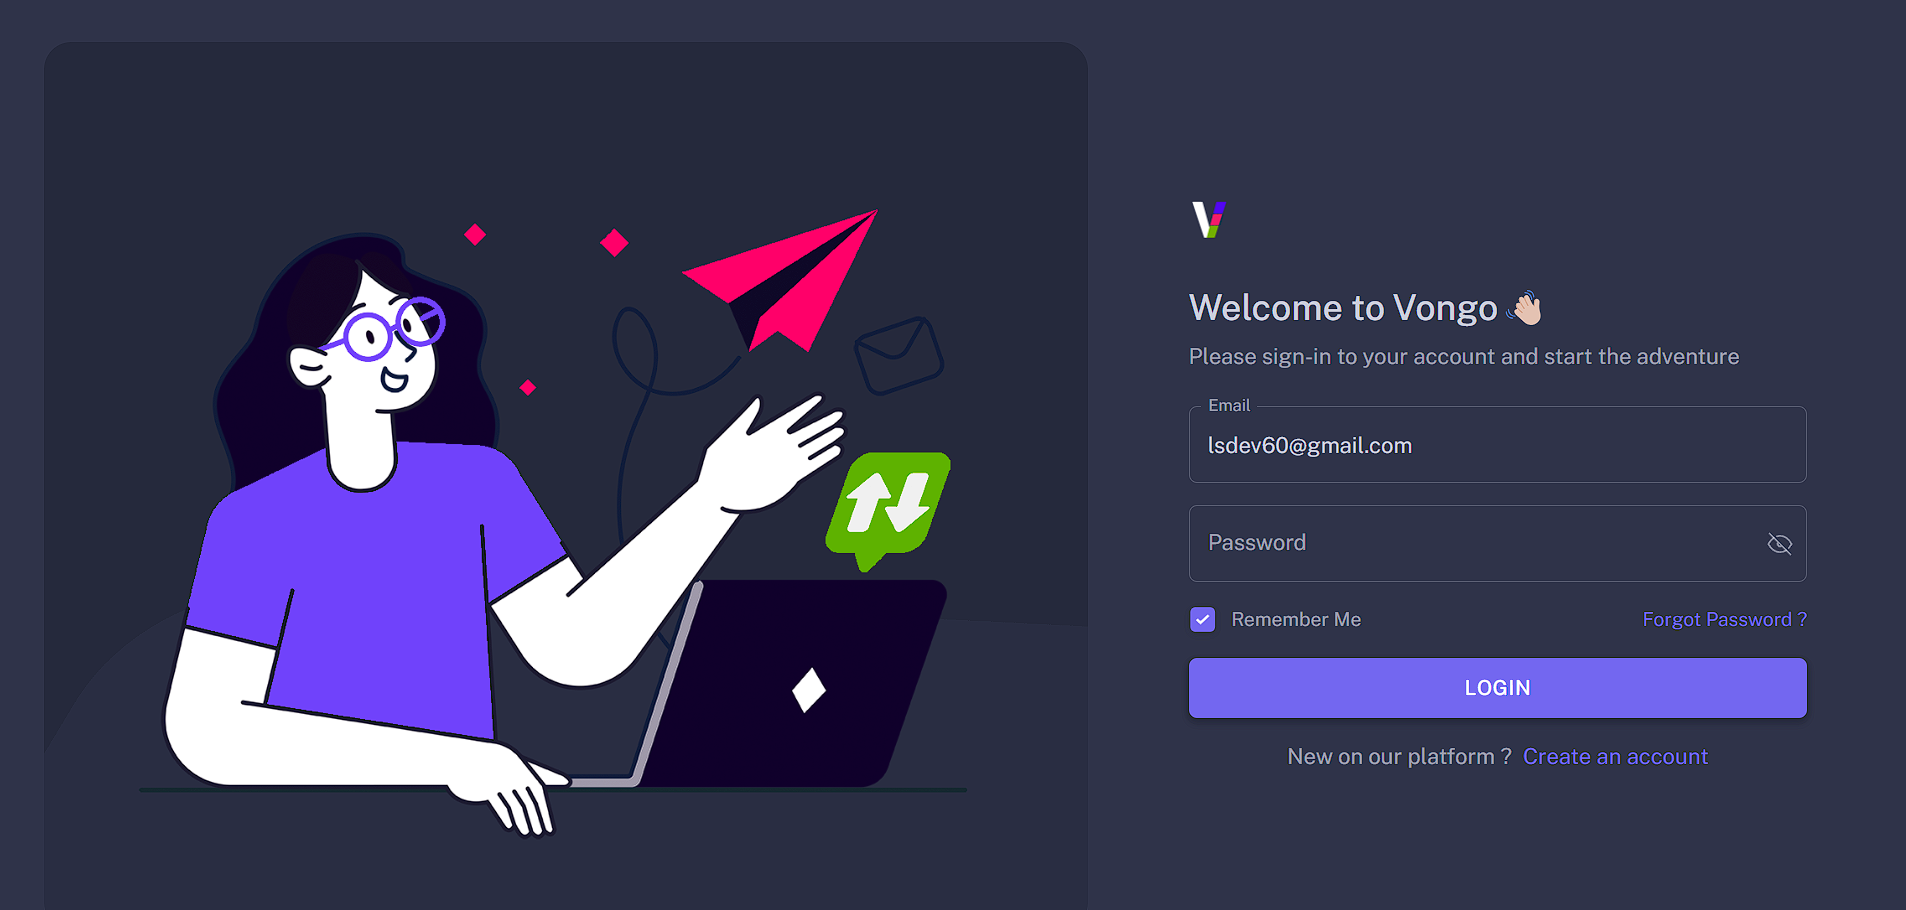 Welcome to Vongo 👋🏻
Please sign-in to your account and start the adventure
Email
lsdev60@gmail.com
Password
Remember Me
Forgot Password ?
LOGIN
New on our platform ? Create an account